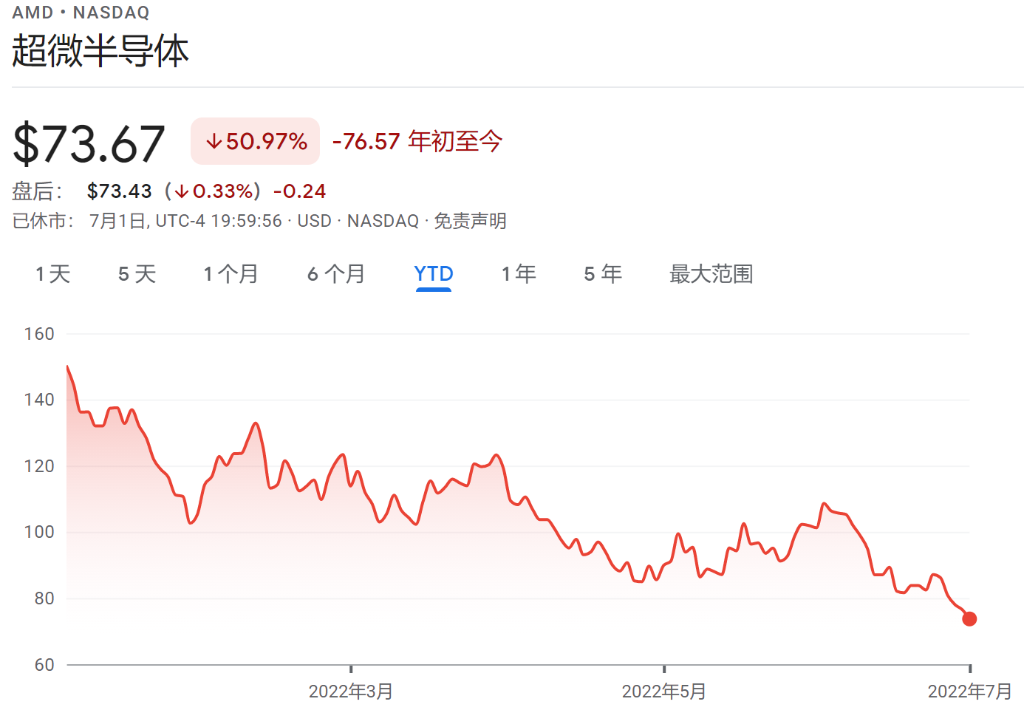 AMD • NASDAQ
超微半导体
$73.67 ↓50.97% -76.57 年初至今
盘后： $73.43 (↓0.33%) -0.24
已休市： 7月1日, UTC-4 19:59:56 · USD · NASDAQ · 免责声明
1 天 5 天 1 个月 6 个月 YTD 1 年 5 年 最大范围
160
140
120
100
80
60
2022年3月 2022年5月 2022年7月